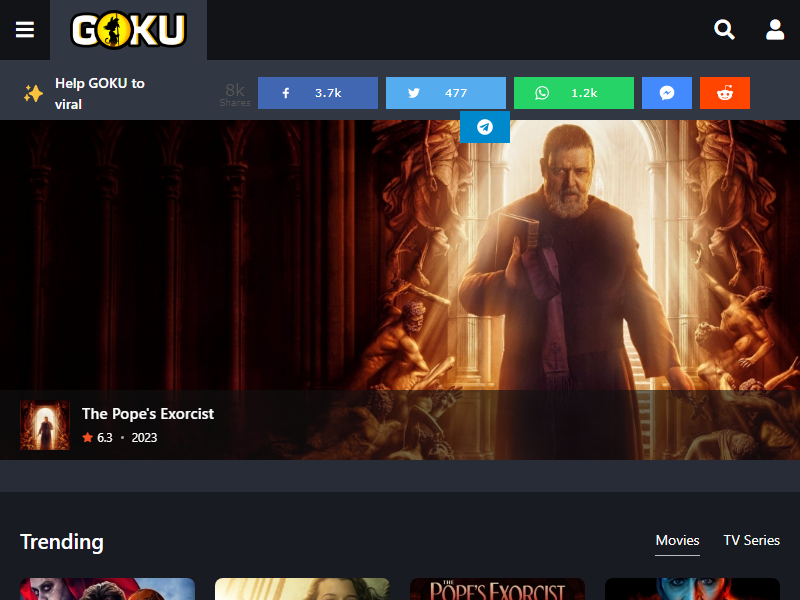 GOKU
Help GOKU to
viral
8k
Shares
3.7k
477
1.2k
The Pope's Exorcist
6.3 • 2023
Trending
Movies
TV Series
THE
POPE'S EXORCIST